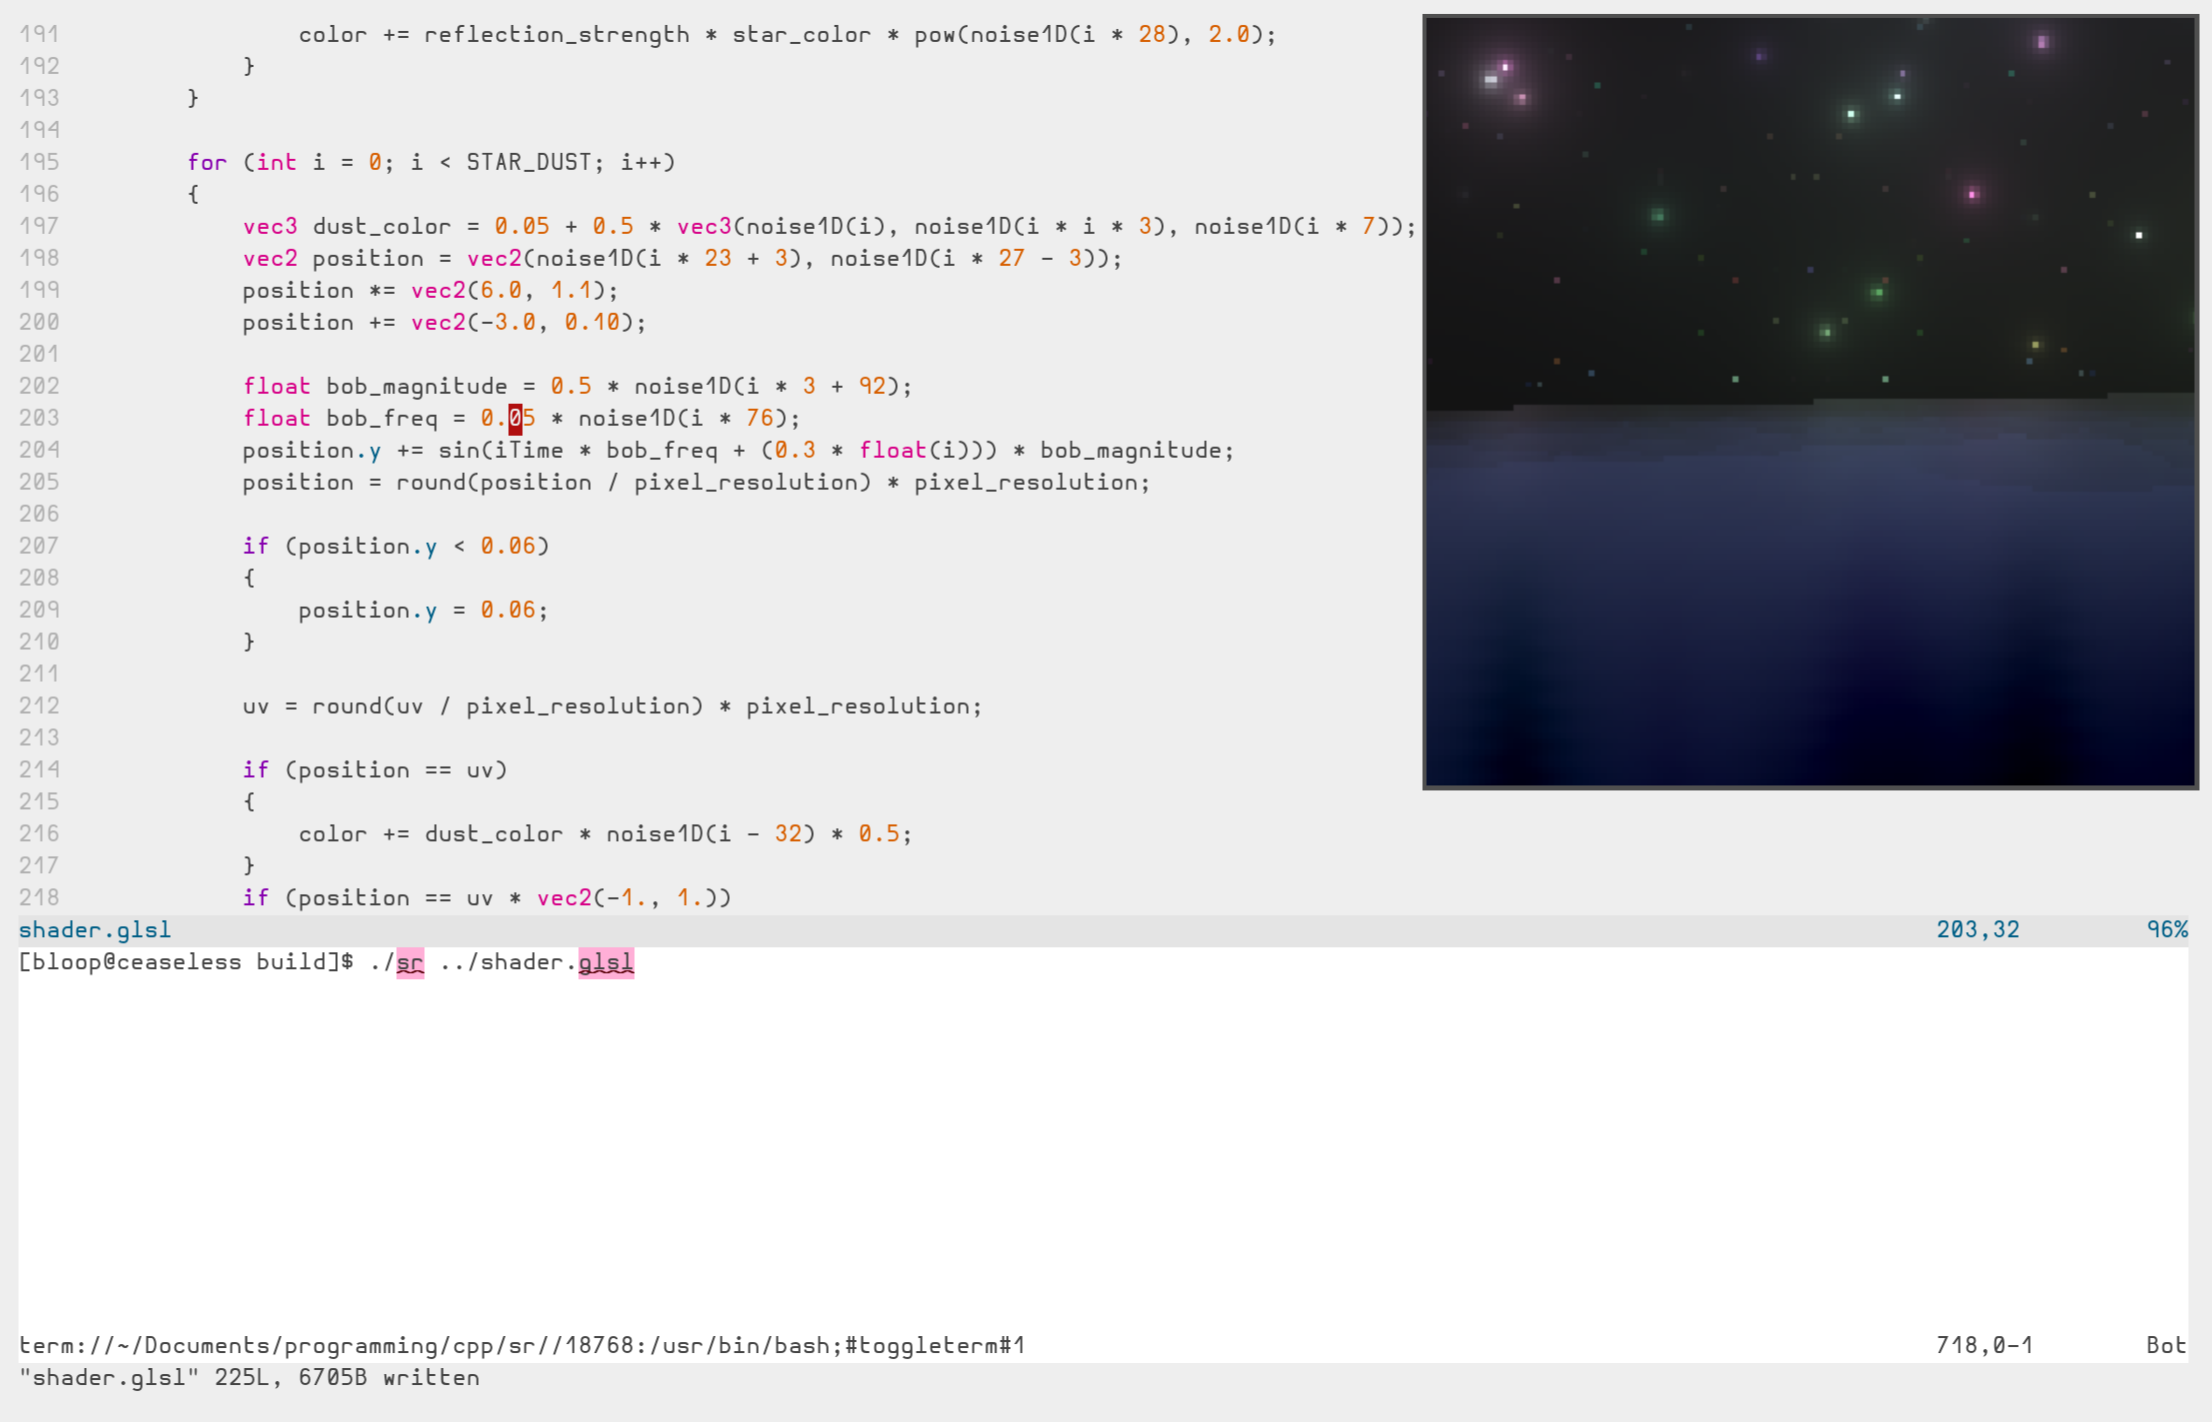 191                 color += reflection_strength * star_color * pow(noise1D(i * 28), 2.0);
192             }
193         }
194
195         for (int i = 0; i < STAR_DUST; i++)
196         {
197             vec3 dust_color = 0.05 + 0.5 * vec3(noise1D(i), noise1D(i * i * 3), noise1D(i * 7));
198             vec2 position = vec2(noise1D(i * 23 + 3), noise1D(i * 27 - 3));
199             position *= vec2(6.0, 1.1);
200             position += vec2(-3.0, 0.10);
201
202             float bob_magnitude = 0.5 * noise1D(i * 3 + 92);
203             float bob_freq = 0.05 * noise1D(i * 76);
204             position.y += sin(iTime * bob_freq + (0.3 * float(i))) * bob_magnitude;
205             position = round(position / pixel_resolution) * pixel_resolution;
206
207             if (position.y < 0.06)
208             {
209                 position.y = 0.06;
210             }
211
212             uv = round(uv / pixel_resolution) * pixel_resolution;
213
214             if (position == uv)
215             {
216                 color += dust_color * noise1D(i - 32) * 0.5;
217             }
218             if (position == uv * vec2(-1., 1.))
shader.glsl 203,32 96%
[bloop@ceaseless build]$ ./sr ../shader.glsl
term://~/Documents/programming/cpp/sr//18768:/usr/bin/bash;#toggleterm#1 718,0-1 Bot
"shader.glsl" 225L, 6705B written